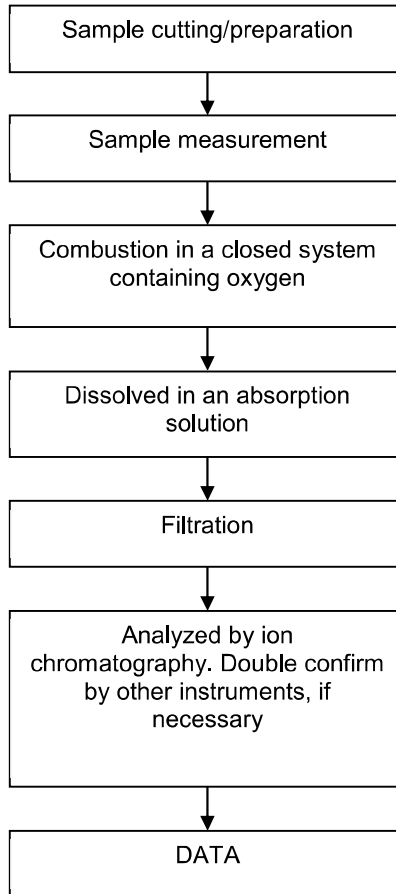 Sample cutting/preparation
Sample measurement
Combustion in a closed system
containing oxygen
Dissolved in an absorption
solution
Filtration
Analyzed by ion
chromatography. Double confirm
by other instruments, if
necessary
DATA